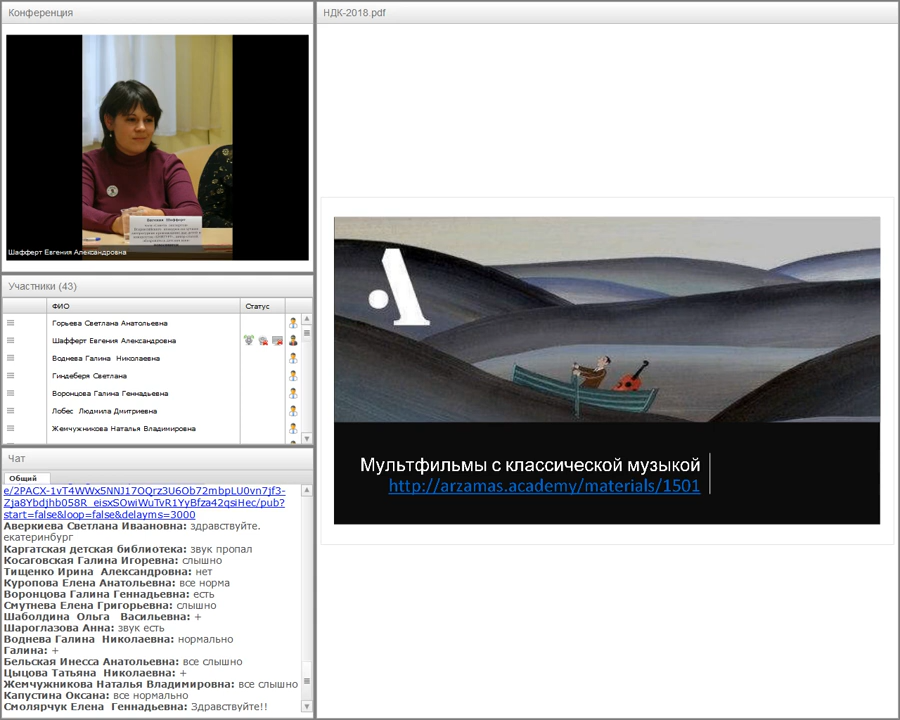 Конференция
Шафферт Евгения Александровна
Участники (43)
ФИО
Статус
Горьева Светлана Анатольевна
Шафферт Евгения Александровна
Воднева Галина Николаевна
Гиндеберя Светлана
Воронцова Галина Геннадьевна
Лобес Людмила Дмитриевна
Жемчужникова Наталья Владимировна
Чат
Общий
e/2PACX-1vT4WWx5NNJ17OQrz3U6Ob72mbpLU0vn7jf3-
Zja8Ybdjhb058R_eisxSOwiWuTvR1YyBfza42qsiHec/pub?
start=false&loop=false&delayms=3000
Аверкиева Светлана Иваановна: здравствуйте.
екатеринбург
Каргатская детская библиотека: звук пропал
Косаговская Галина Игоревна: слышно
Тищенко Ирина Александровна: нет
Куропова Елена Анатольевна: все норма
Воронцова Галина Геннадьевна: есть
Смутнева Елена Григорьевна: слышно
Шаболдина Ольга Васильевна: +
Шароглазова Анна: звук есть
Воднева Галина Николаевна: нормально
Галина: +
Бельская Инесса Анатольевна: все слышно
Цыцова Татьяна Николаевна: +
Жемчужникова Наталья Владимировна: все слышно
Капустина Оксана: все нормально
Смолярчук Елена Геннадьевна: Здравствуйте!!
НДК-2018.pdf
Мультфильмы с классической музыкой
http://arzamas.academy/materials/1501